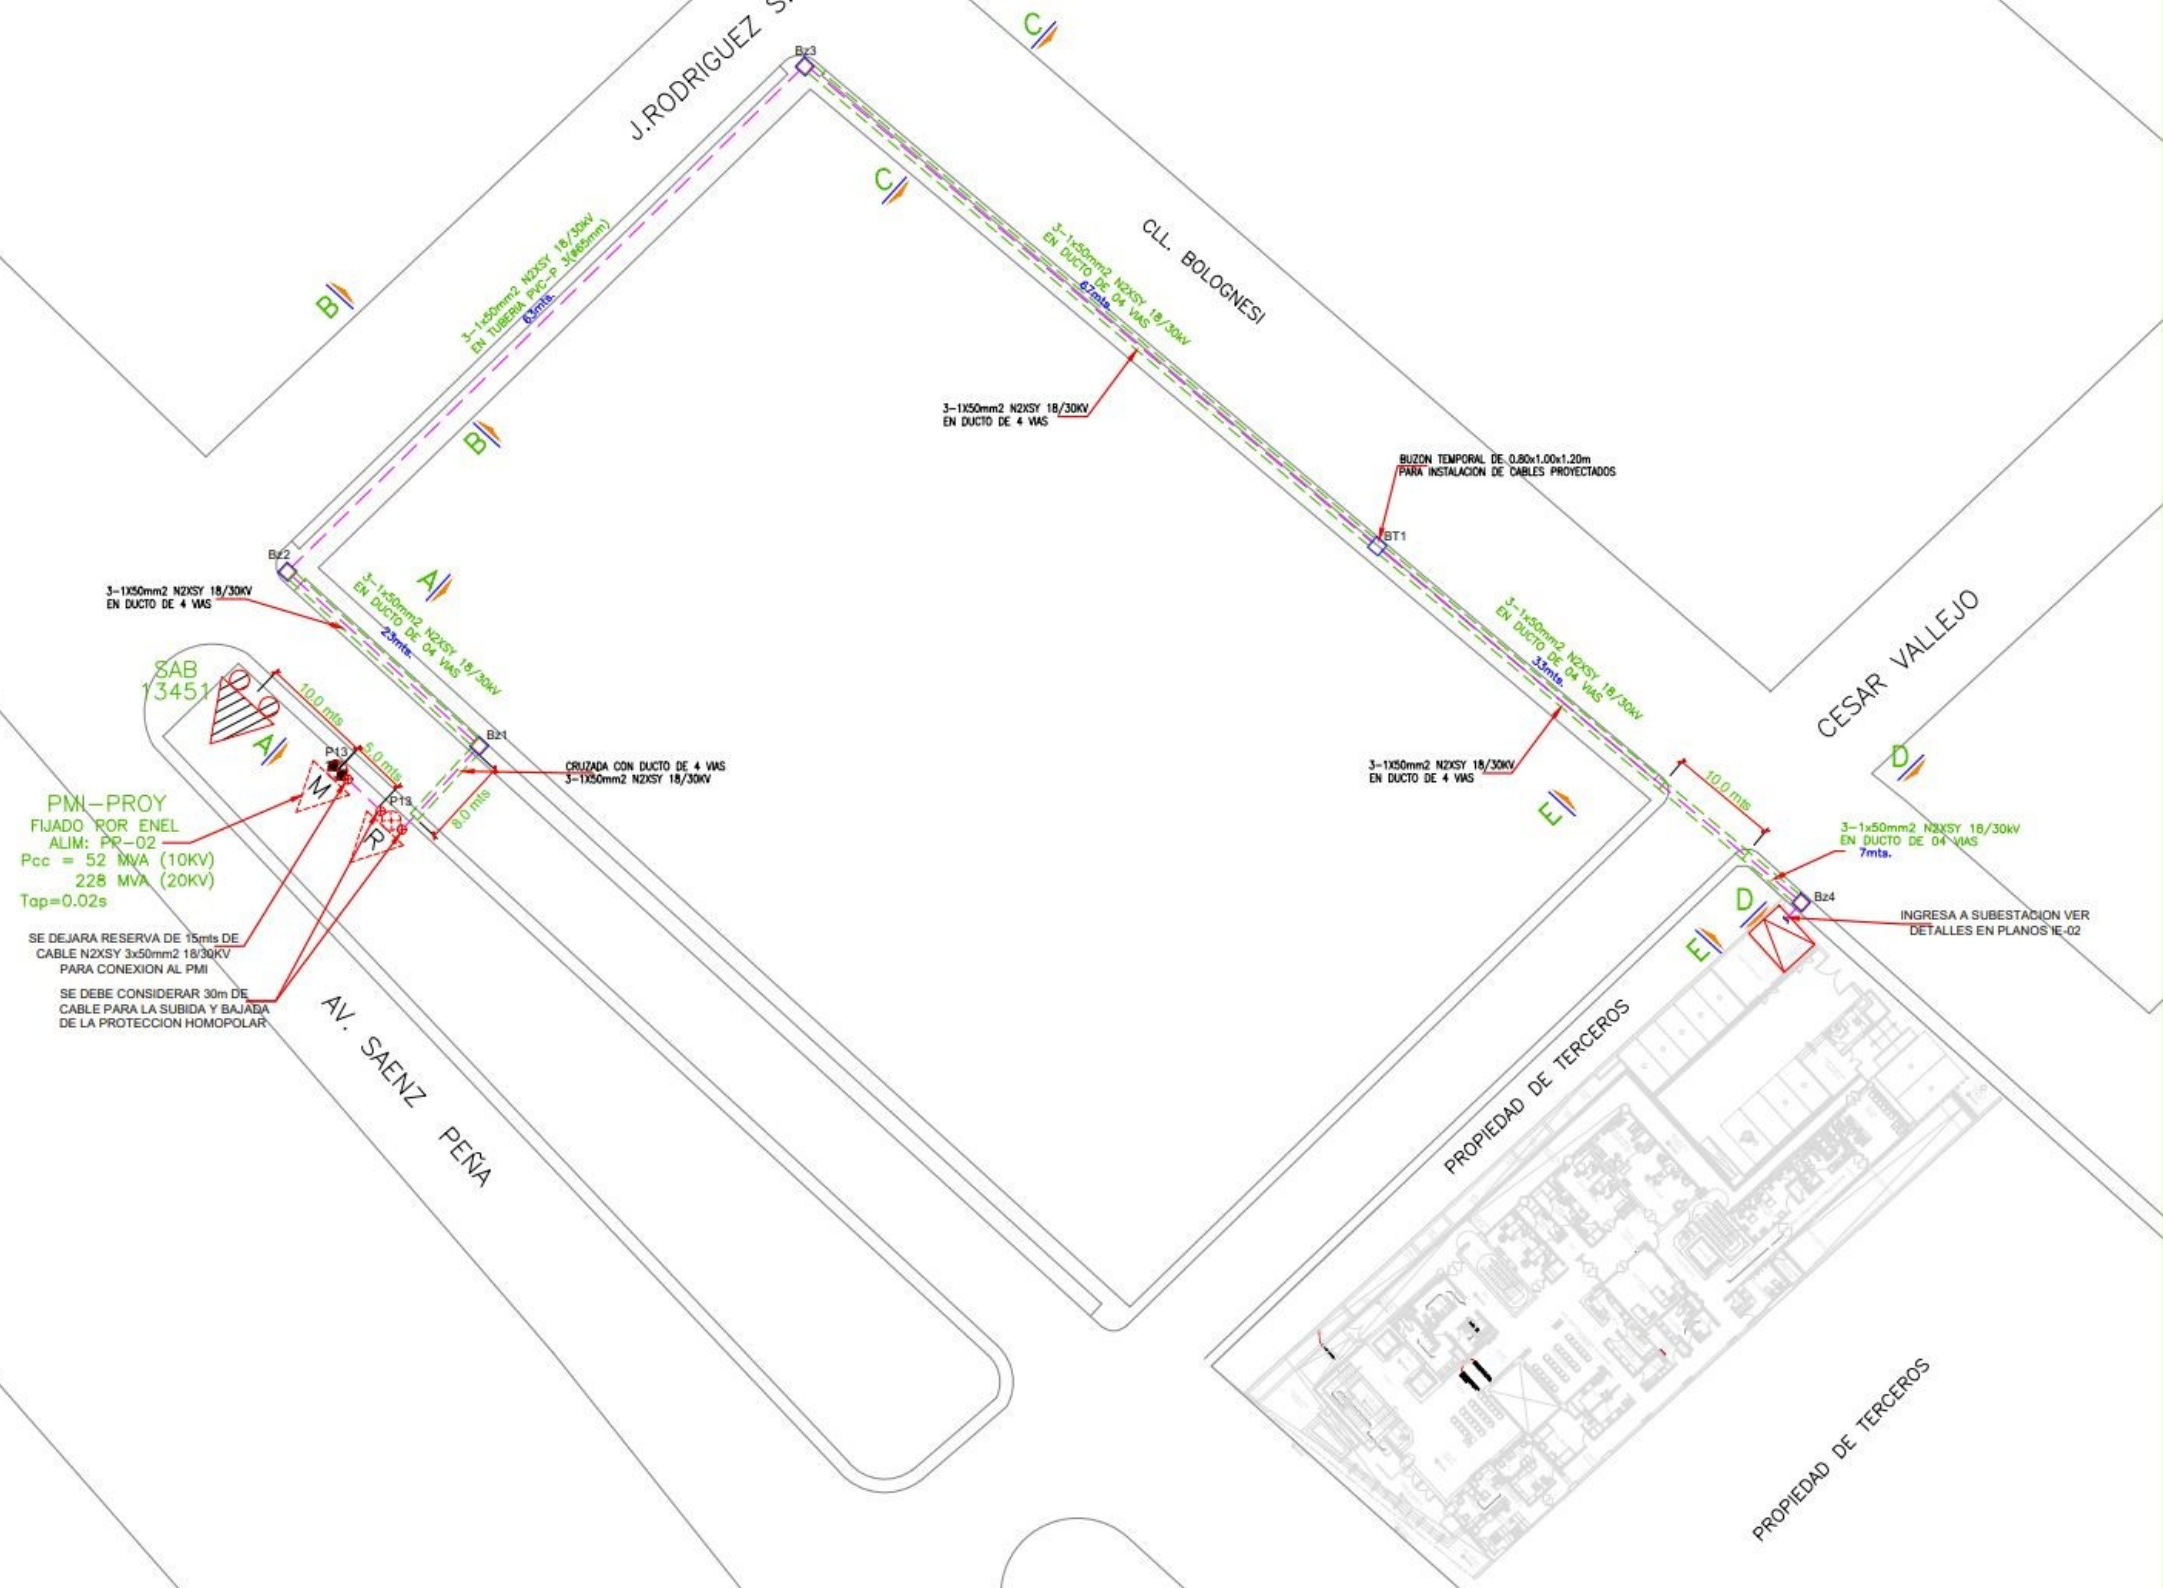 J.RODRIGUEZ
Bz3
C
C
CLL. BOLOGNESI
3-1x50mm2 N2XSY 18/30kV
EN DUCTO DE 04 VIAS
67mts.
3-1x50mm2 N2XSY 18/30kV
EN TUBERIA PVC-P 3(ø65mm)
63mts.
B
B
3-1X50mm2 N2XSY 18/30KV
EN DUCTO DE 4 VIAS
BUZON TEMPORAL DE 0.80x1.00x1.20m
PARA INSTALACION DE CABLES PROYECTADOS
BT1
Bz2
3-1X50mm2 N2XSY 18/30KV
EN DUCTO DE 4 VIAS
A
3-1x50mm2 N2XSY 18/30kV
EN DUCTO DE 04 VIAS
23mts.
3-1x50mm2 N2XSY 18/30kV
EN DUCTO DE 04 VIAS
33mts.
CESAR VALLEJO
SAB
13451
10.0 mts
A
P13
5.0 mts
Bz1
CRUZADA CON DUCTO DE 4 VIAS
3-1X50mm2 N2XSY 18/30KV
3-1X50mm2 N2XSY 18/30KV
EN DUCTO DE 4 VIAS
D
10.0 mts
M
P13
R
8.0 mts
E
PMI-PROY
FIJADO POR ENEL
ALIM: PP-02
Pcc = 52 MVA (10KV)
228 MVA (20KV)
Tap=0.02s
3-1x50mm2 N2XSY 18/30kV
EN DUCTO DE 04 VIAS
7mts.
D
Bz4
INGRESA A SUBESTACION VER
DETALLES EN PLANOS IE-02
E
SE DEJARA RESERVA DE 15mts DE
CABLE N2XSY 3x50mm2 18/30KV
PARA CONEXION AL PMI
SE DEBE CONSIDERAR 30m DE
CABLE PARA LA SUBIDA Y BAJADA
DE LA PROTECCION HOMOPOLAR
AV. SAENZ PEÑA
PROPIEDAD DE TERCEROS
PROPIEDAD DE TERCEROS